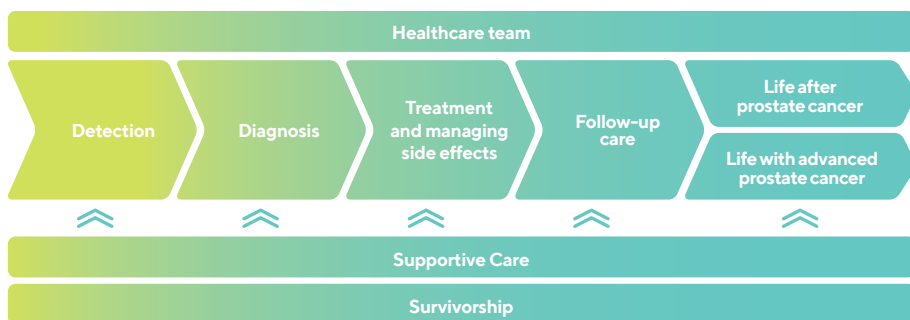 Healthcare team
Detection
Diagnosis
Treatment
and managing
side effects
Follow-up
care
Life after
prostate cancer
Life with advanced
prostate cancer
Supportive Care
Survivorship